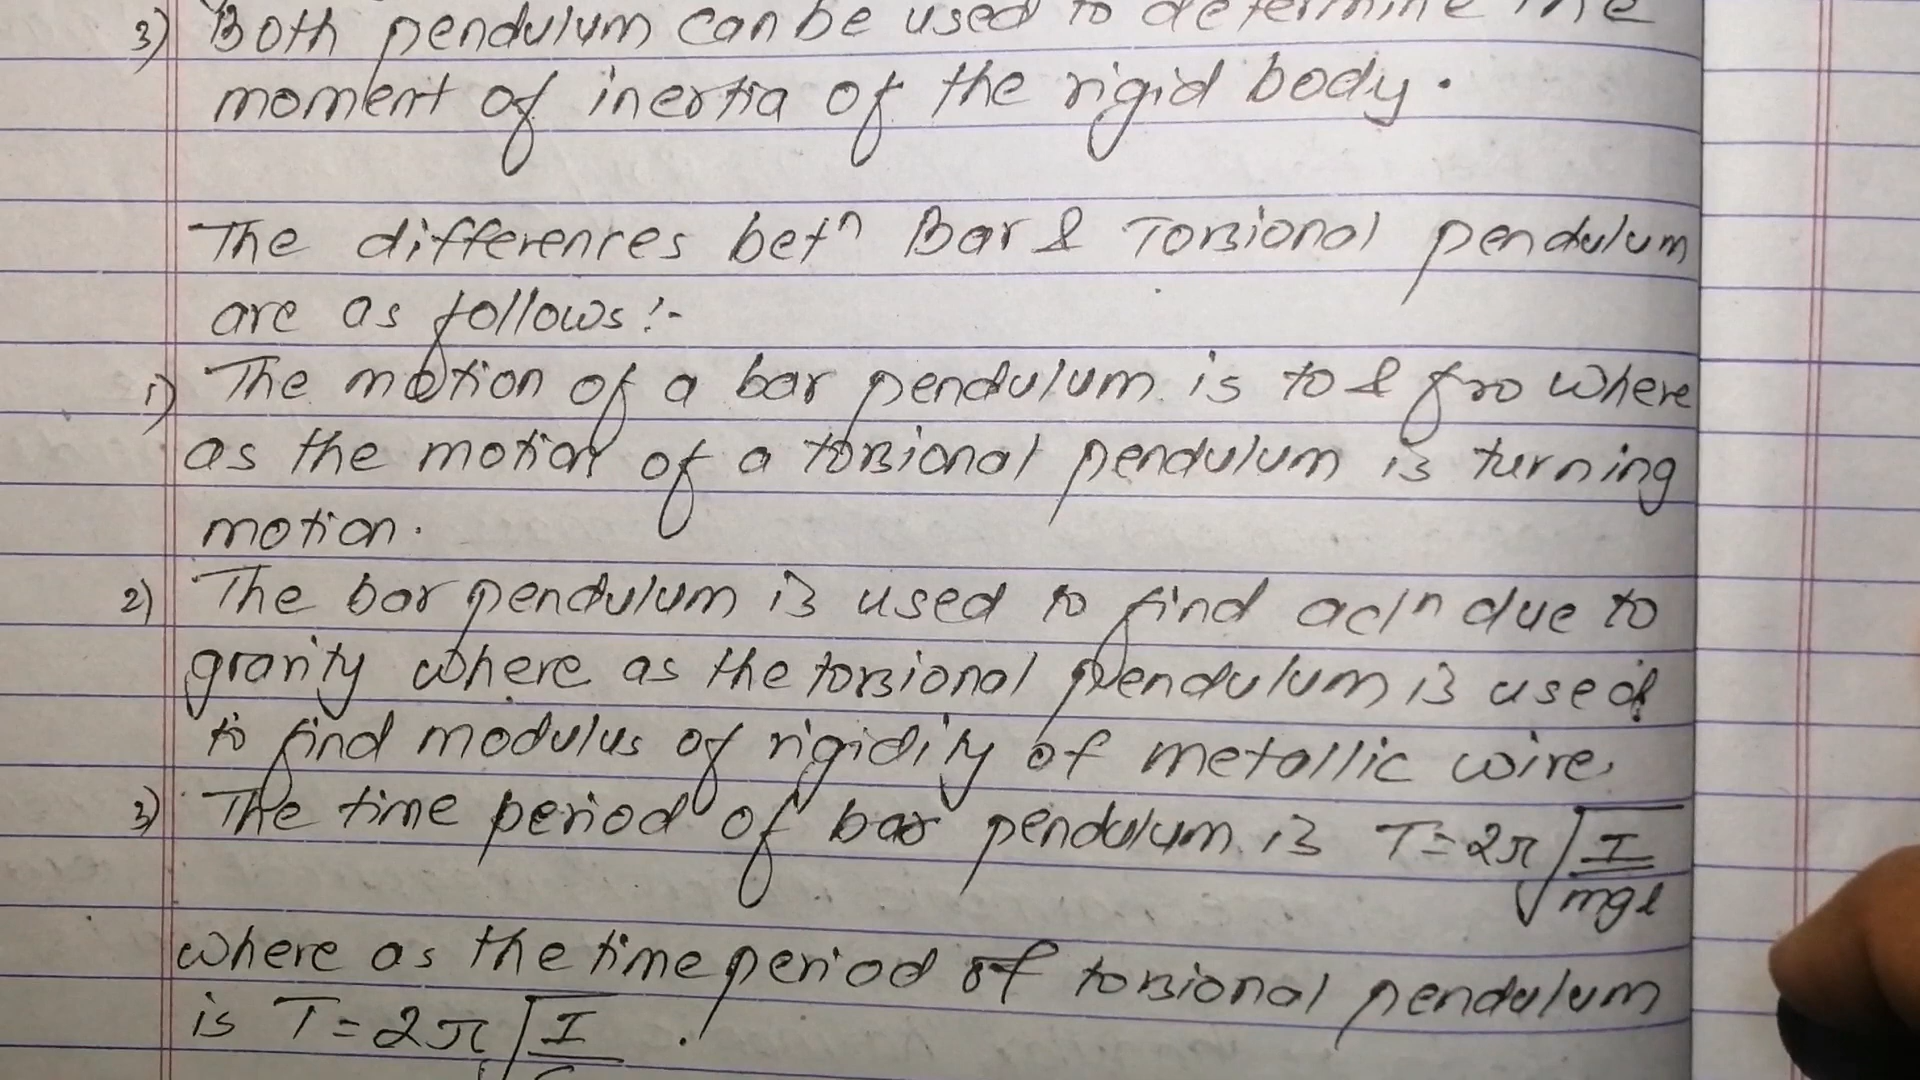 3) Both pendulum can be used to determine the
moment of inertia of the rigid body.
The differences betⁿ Bar & Torsional pendulum
are as follows:-
1) The motion of a bar pendulum is to & fro where
as the motion of a torsional pendulum is turning
motion.
2) The bar pendulum is used to find aclⁿ due to
gravity where as the torsional pendulum is used
to find modulus of rigidity of metallic wire.
3) The time period of bar pendulum is T = 2π√(I/mgl)
where as the time period of torsional pendulum
is T = 2π√I